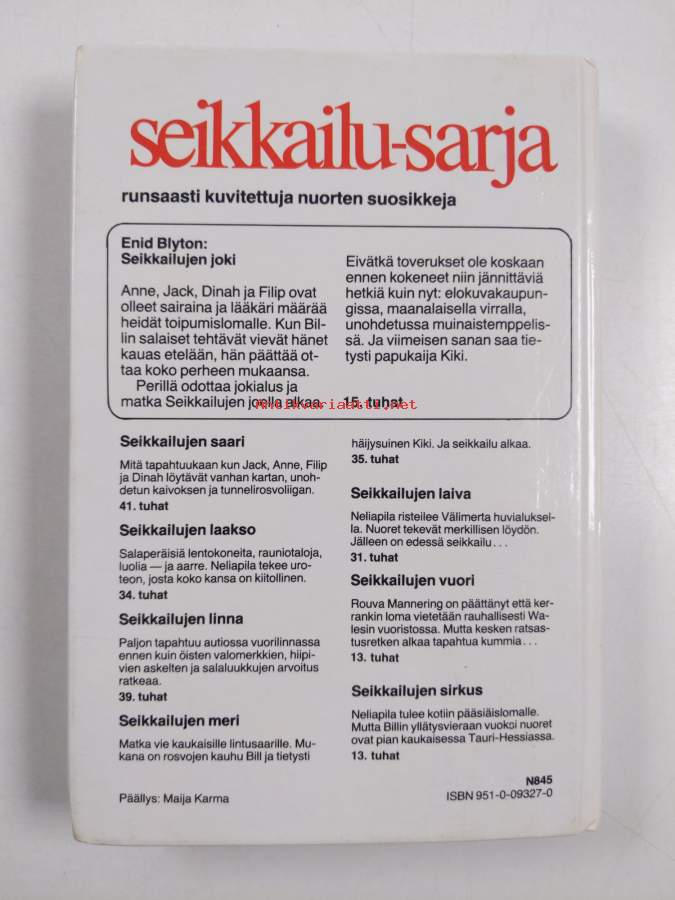 seikkailu-sarja
runsaasti kuvitettuja nuorten suosikkeja
Enid Blyton:
Seikkailujen joki
Anne, Jack, Dinah ja Filip ovat
olleet sairaina ja lääkäri määrää
heidät toipumislomalle. Kun Bil-
lin salaiset tehtävät vievät hänet
kauas etelään, hän päättää ot-
taa koko perheen mukaansa.
Perillä odottaa jokialus ja
matka Seikkailujen joella alkaa.
Eivätkä toverukset ole koskaan
ennen kokeneet niin jännittäviä
hetkiä kuin nyt: elokuvakaupun-
gissa, maanalaisella virralla,
unohdetussa muinaistemppelis-
sä. Ja viimeisen sanan saa tie-
tysti papukaija Kiki.
15. tuhat
Antikvariaatti.net
Seikkailujen saari
Mitä tapahtuukaan kun Jack, Anne, Filip
ja Dinah löytävät vanhan kartan, unoh-
detun kaivoksen ja tunnelirosvoliigan.
41. tuhat
Seikkailujen laakso
Salaperäisiä lentokoneita, rauniotaloja,
luolia — ja aarre. Neliapila tekee uro-
teon, josta koko kansa on kiitollinen.
34. tuhat
Seikkailujen linna
Paljon tapahtuu autiossa vuorilinnassa
ennen kuin öisten valomerkkien, hiipi-
vien askelten ja salaluukkujen arvoitus
ratkeaa.
39. tuhat
Seikkailujen meri
Matka vie kaukaisille lintusaarille. Mu-
kana on rosvojen kauhu Bill ja tietysti
häijysuinen Kiki. Ja seikkailu alkaa.
35. tuhat
Seikkailujen laiva
Neliapila risteilee Välimerta huvialuksel-
la. Nuoret tekevät merkillisen löydön.
Jälleen on edessä seikkailu...
31. tuhat
Seikkailujen vuori
Rouva Mannering on päättänyt että ker-
rankin loma vietetään rauhallisesti Wa-
lesin vuoristossa. Mutta kesken ratsas-
tusretken alkaa tapahtua kummia...
13. tuhat
Seikkailujen sirkus
Neliapila tulee kotiin pääsiäislomalle.
Mutta Billin yllätysvieraan vuoksi nuoret
ovat pian kaukaisessa Tauri-Hessiassa.
13. tuhat
Päällys: Maija Karma
N845
ISBN 951-0-09327-0